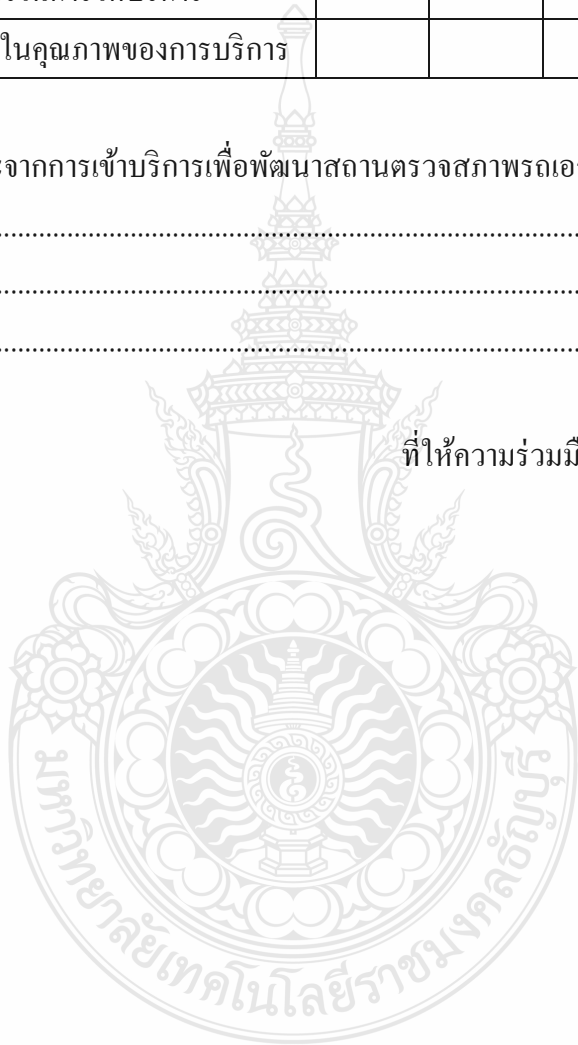 ในคุณภาพของการบริการ
จากการเข้าบริการเพื่อพัฒนาสถานตรวจสภาพรถเอ
................................................................................
................................................................................
................................................................................
ที่ให้ความร่วมมื
มหาวิทยาลัยเทคโนโลยีราชมงคลธัญบุรี